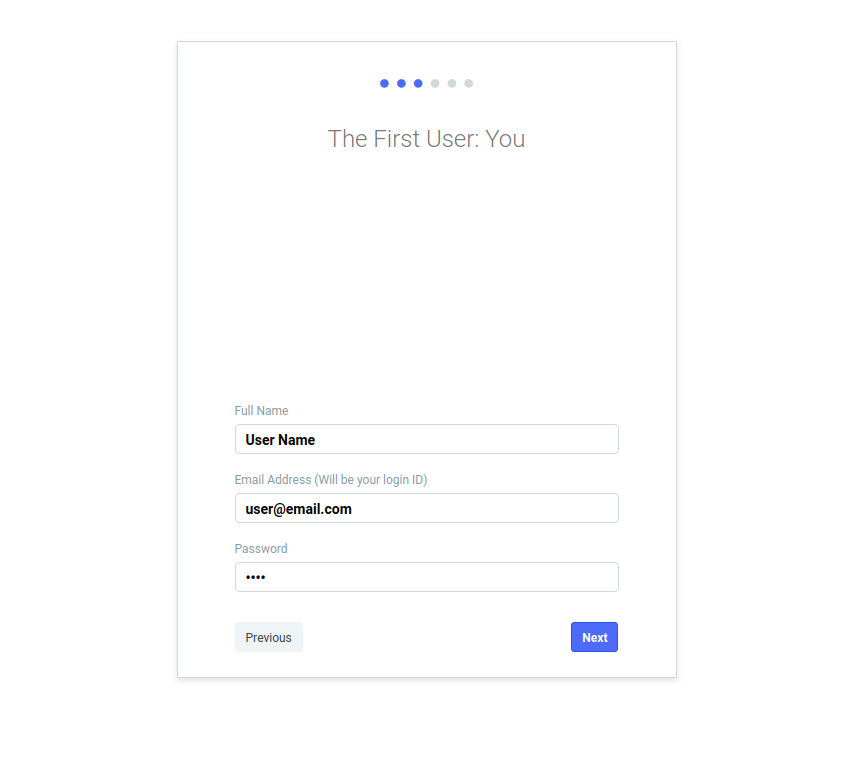 The First User: You
Full Name
User Name
Email Address (Will be your login ID)
user@email.com
Password
••••
Previous
Next